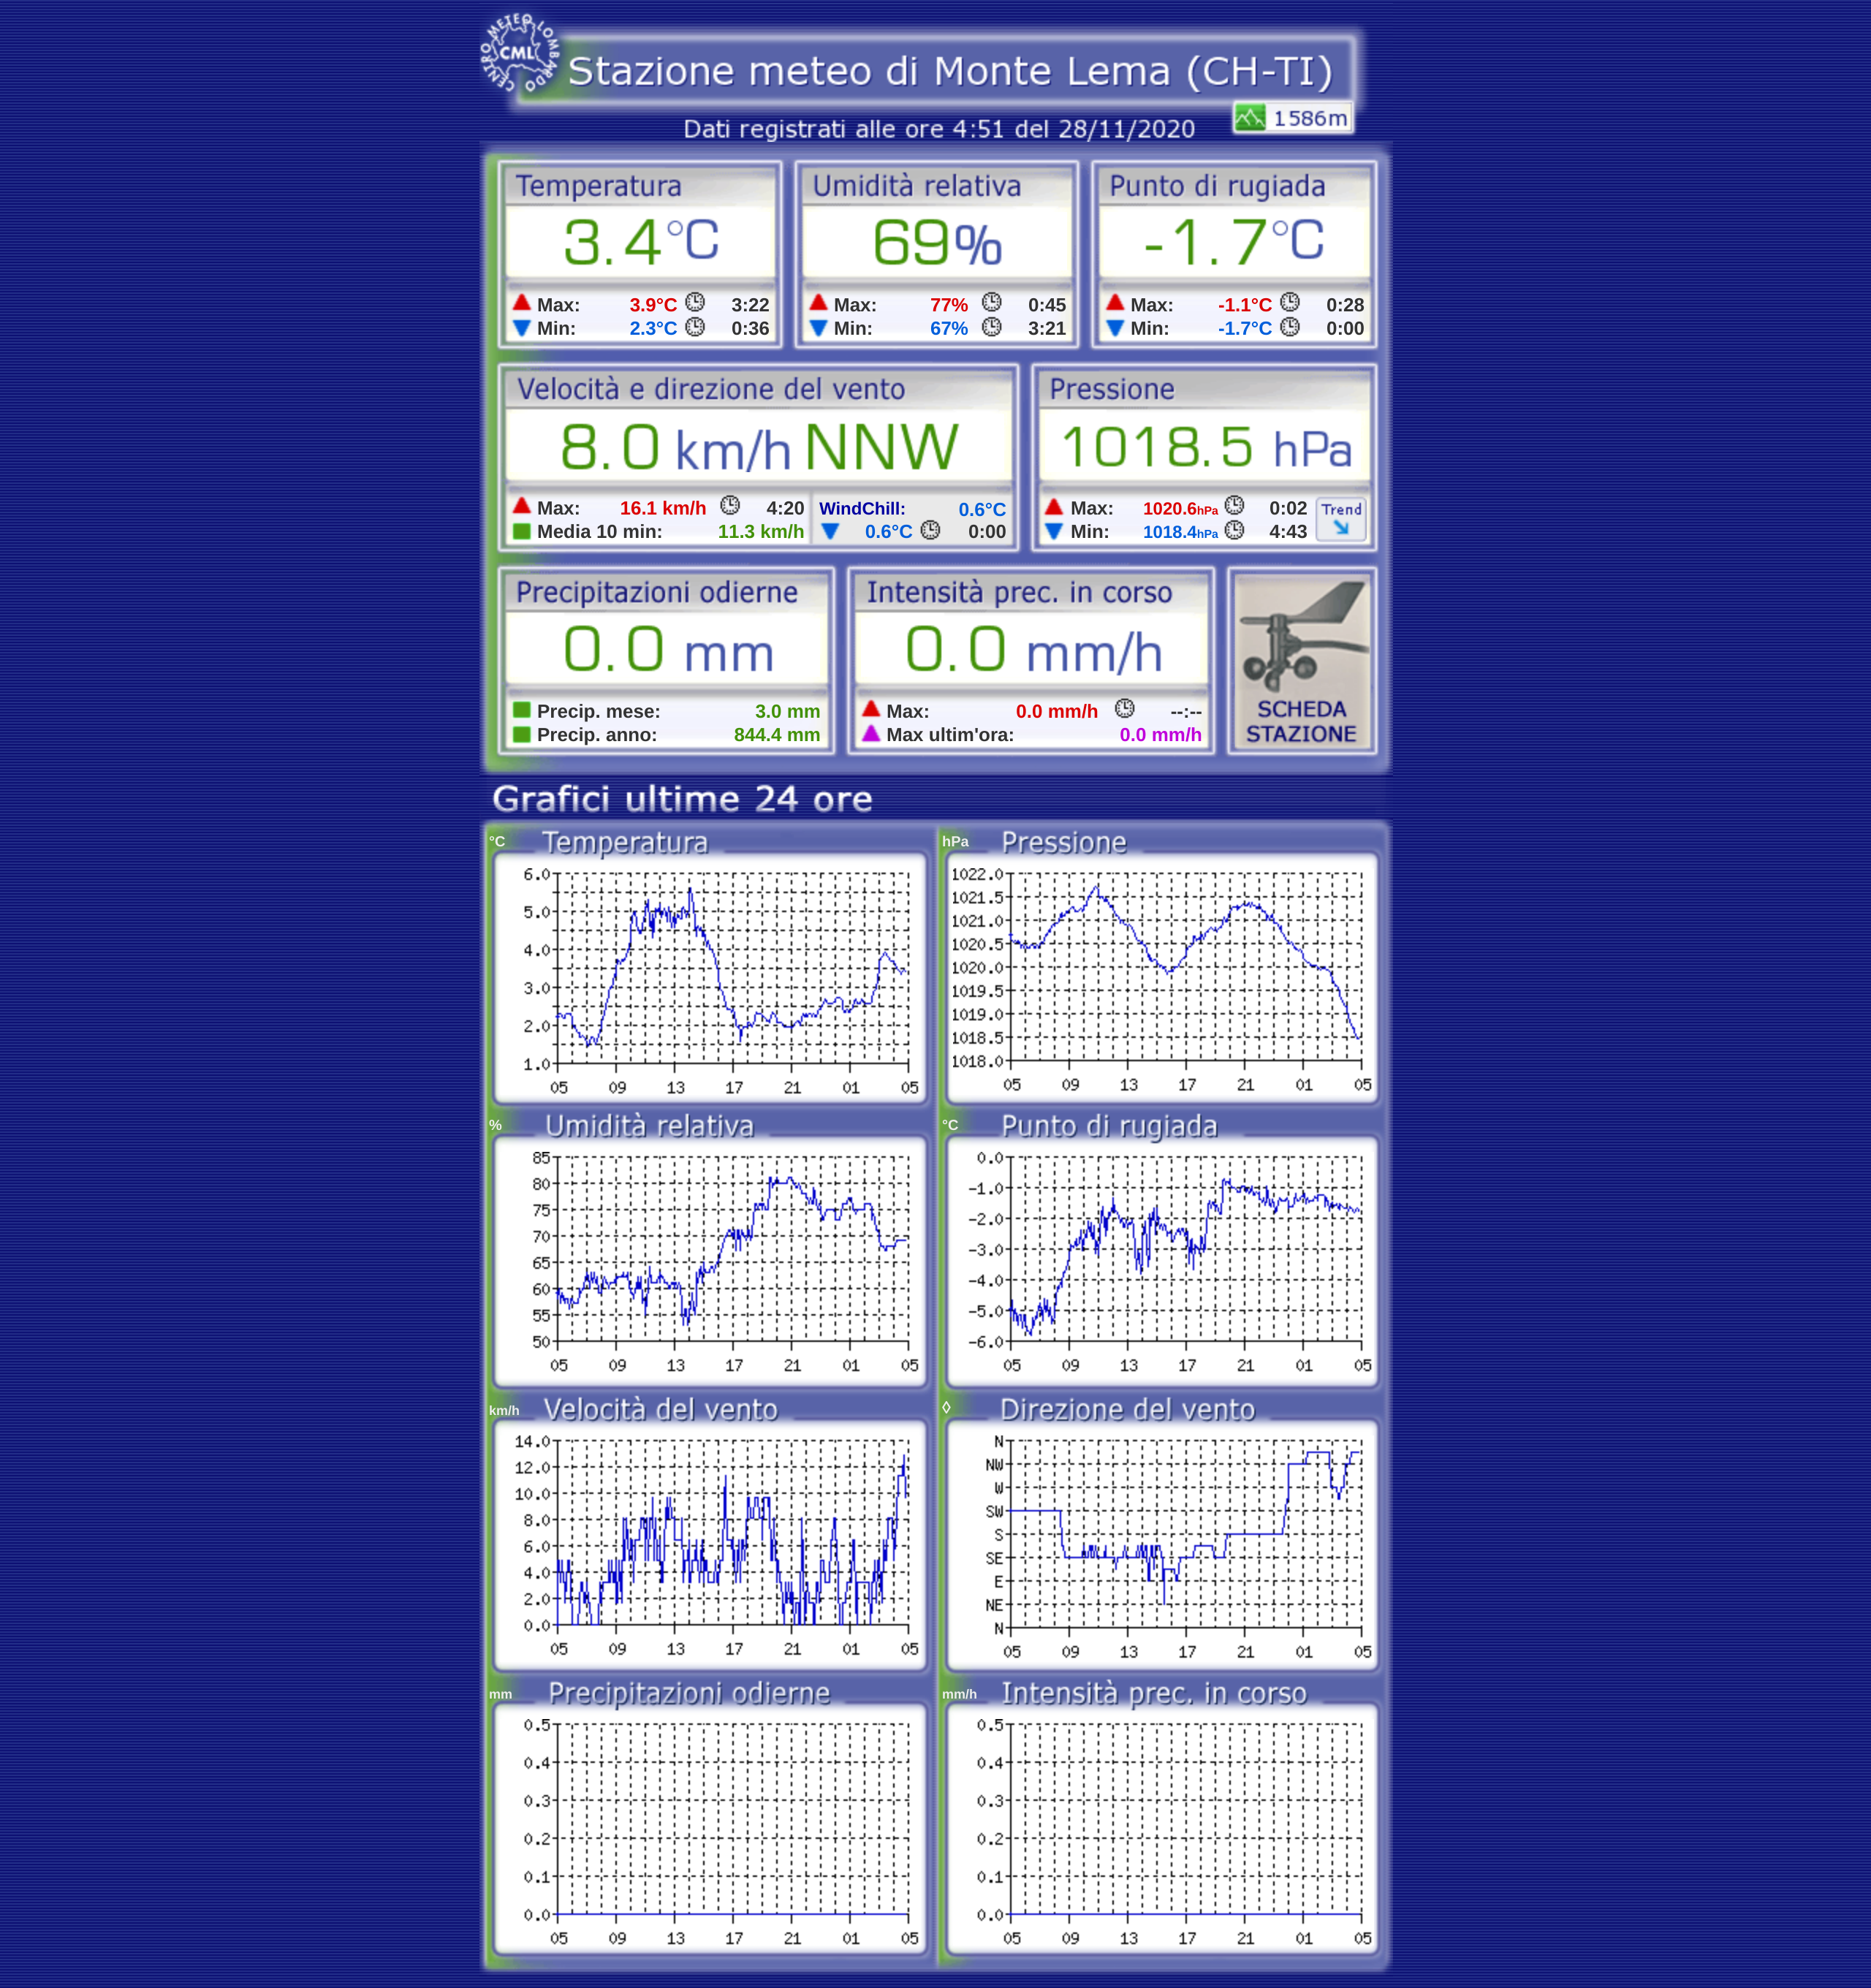 CENTRO METEO LOMBARDO
CML
Stazione meteo di Monte Lema (CH-TI)
1586m
Dati registrati alle ore 4:51 del 28/11/2020
Temperatura Umidità relativa Punto di rugiada
3.4°C 69% -1.7°C
Max: 3.9°C 3:22 Max: 77% 0:45 Max: -1.1°C 0:28
Min: 2.3°C 0:36 Min: 67% 3:21 Min: -1.7°C 0:00
Velocità e direzione del vento Pressione
8.0 km/h NNW 1018.5 hPa
Max: 16.1 km/h 4:20 WindChill: 0.6°C Max: 1020.6hPa 0:02 Trend
Media 10 min: 11.3 km/h 0.6°C 0:00 Min: 1018.4hPa 4:43
Precipitazioni odierne Intensità prec. in corso
0.0 mm 0.0 mm/h
Precip. mese: 3.0 mm Max: 0.0 mm/h --:-- SCHEDA
Precip. anno: 844.4 mm Max ultim'ora: 0.0 mm/h STAZIONE
Grafici ultime 24 ore
°C Temperatura
6.0
5.0
4.0
3.0
2.0
1.0
05 09 13 17 21 01 05
hPa Pressione
1022.0
1021.5
1021.0
1020.5
1020.0
1019.5
1019.0
1018.5
1018.0
05 09 13 17 21 01 05
% Umidità relativa
85
80
75
70
65
60
55
50
05 09 13 17 21 01 05
°C Punto di rugiada
0.0
-1.0
-2.0
-3.0
-4.0
-5.0
-6.0
05 09 13 17 21 01 05
km/h Velocità del vento
14.0
12.0
10.0
8.0
6.0
4.0
2.0
0.0
05 09 13 17 21 01 05
◊ Direzione del vento
N
NW
W
SW
S
SE
E
NE
N
05 09 13 17 21 01 05
mm Precipitazioni odierne
0.5
0.4
0.3
0.2
0.1
0.0
05 09 13 17 21 01 05
mm/h Intensità prec. in corso
0.5
0.4
0.3
0.2
0.1
0.0
05 09 13 17 21 01 05